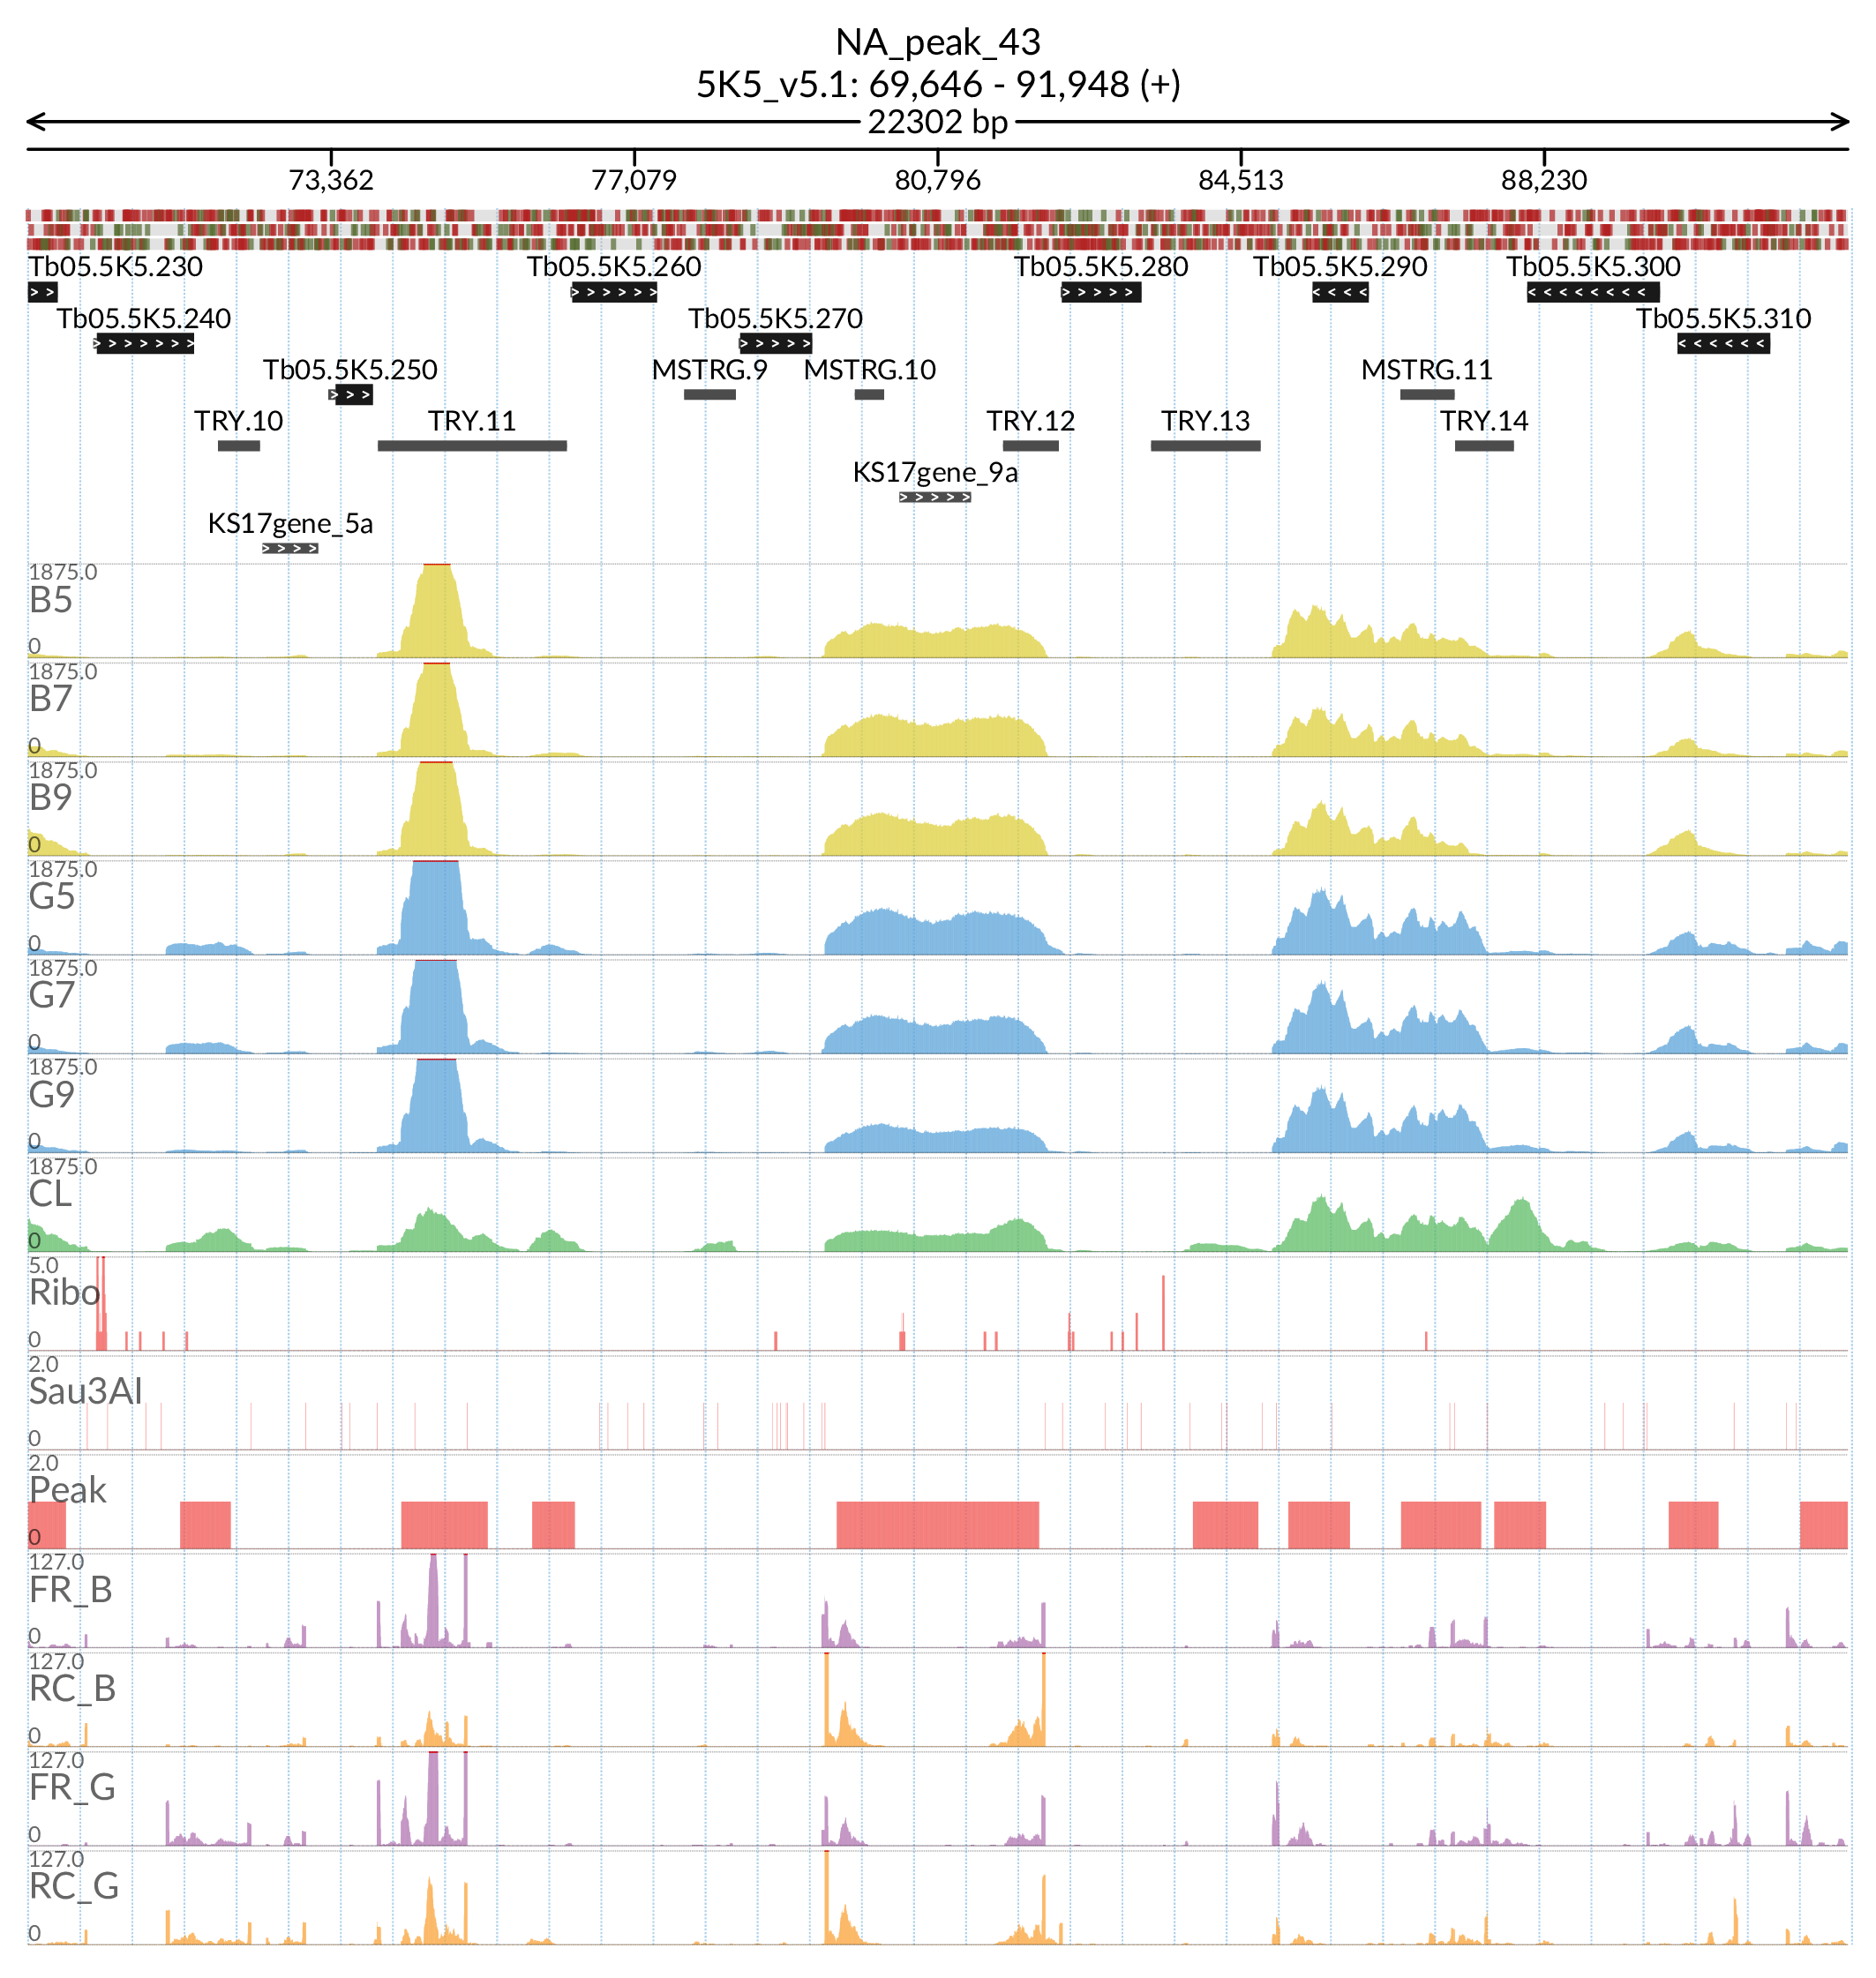 NA_peak_43
5K5_v5.1: 69,646 - 91,948 (+)
22302 bp
73,362 77,079 80,796 84,513 88,230
Tb05.5K5.230 Tb05.5K5.260 Tb05.5K5.280 Tb05.5K5.290 Tb05.5K5.300
Tb05.5K5.240 Tb05.5K5.270 Tb05.5K5.310
Tb05.5K5.250 MSTRG.9 MSTRG.10 MSTRG.11
TRY.10 TRY.11 TRY.12 TRY.13 TRY.14
KS17gene_9a
KS17gene_5a
1875.0
B5
0
1875.0
B7
0
1875.0
B9
0
1875.0
G5
0
1875.0
G7
0
1875.0
G9
0
1875.0
CL
0
5.0
Ribo
0
2.0
Sau3AI
0
2.0
Peak
0
127.0
FR_B
0
127.0
RC_B
0
127.0
FR_G
0
127.0
RC_G
0